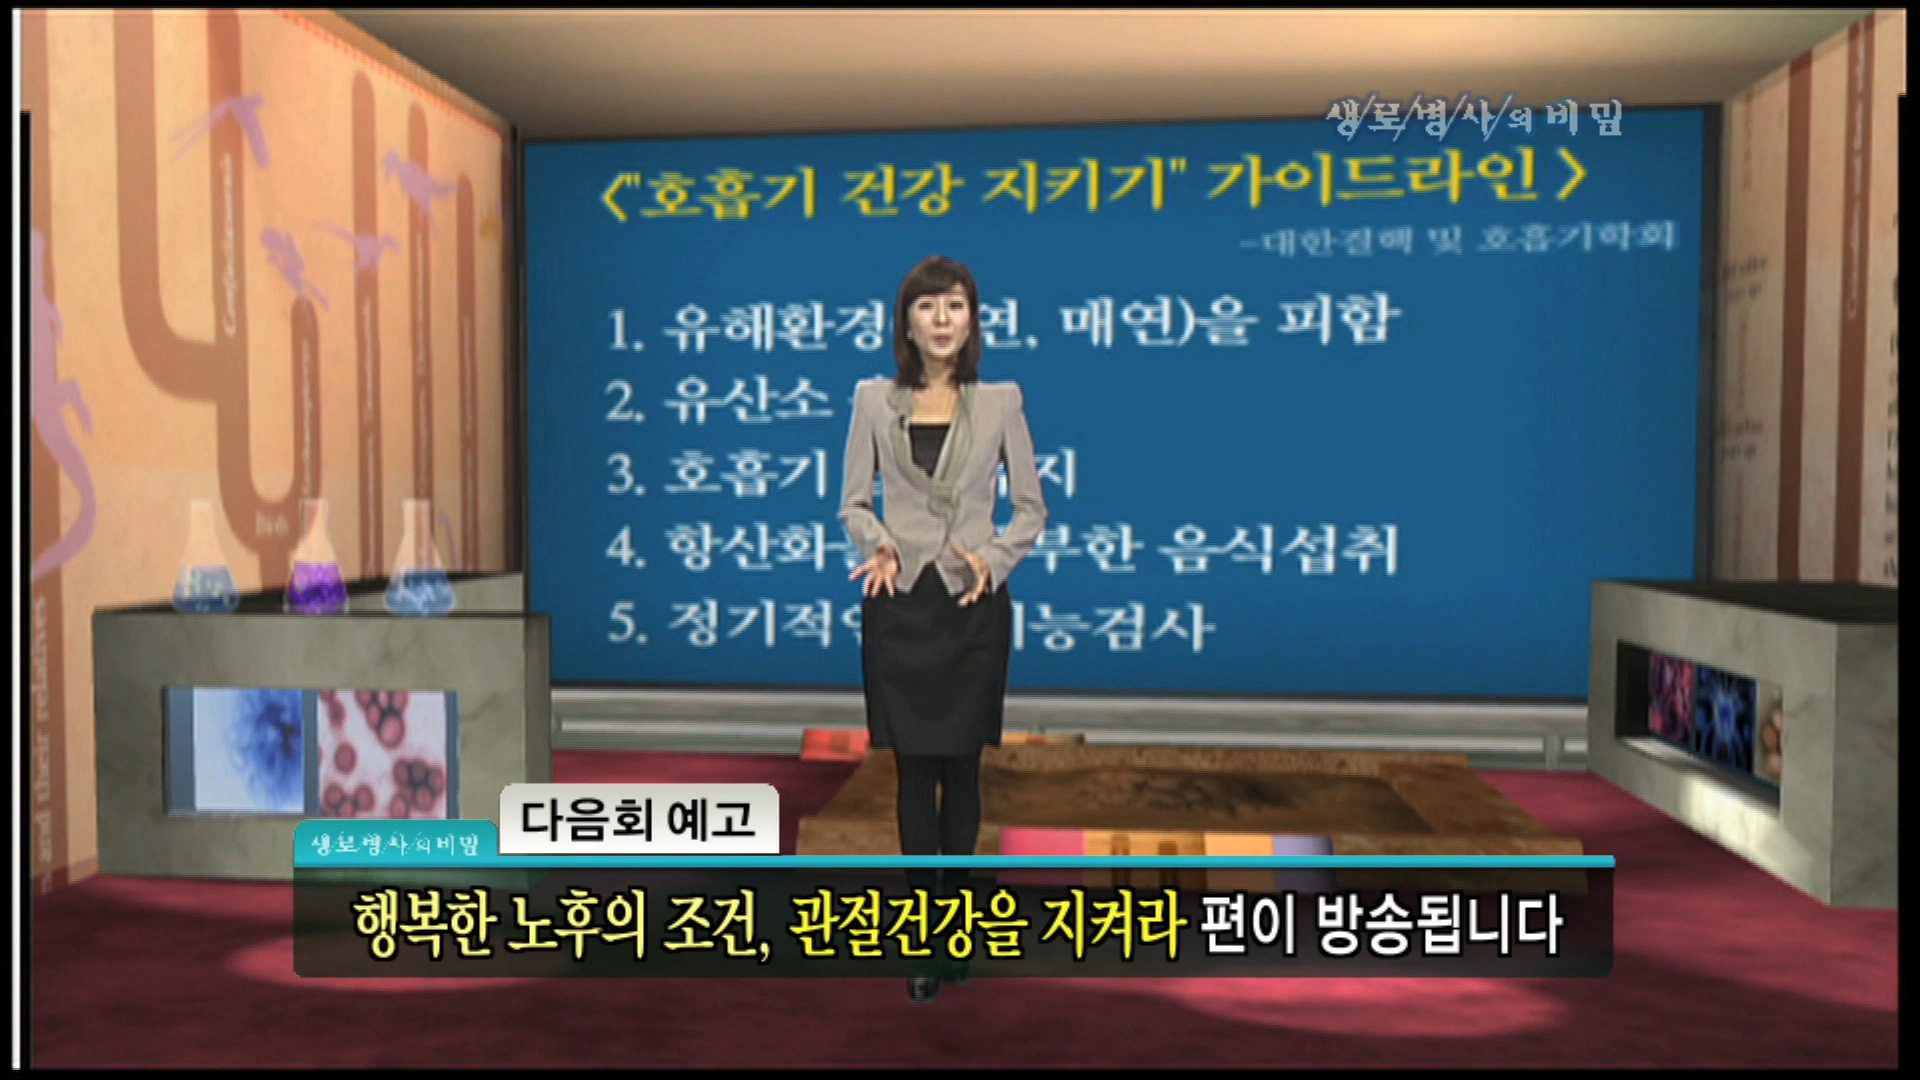 생/로/병/사/의 비밀
<"호흡기 건강 지키기" 가이드라인>
-대한결핵 및 호흡기학회
1. 유해환경 연, 매연)을 피함
2. 유산소
3. 호흡기 지
4. 항산화 부한 음식섭취
5. 정기적 능검사
and their relatives
다음회 예고
생/로/병/사/의 비밀
행복한 노후의 조건, 관절건강을 지켜라 편이 방송됩니다